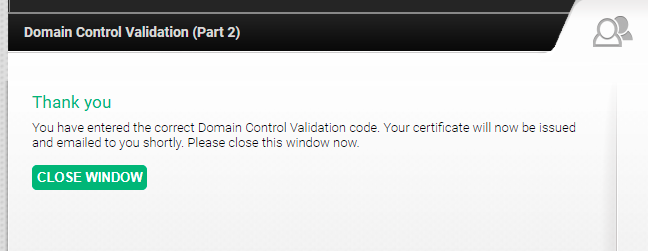 Domain Control Validation (Part 2)
Thank you
You have entered the correct Domain Control Validation code. Your certificate will now be issued
and emailed to you shortly. Please close this window now.
CLOSE WINDOW